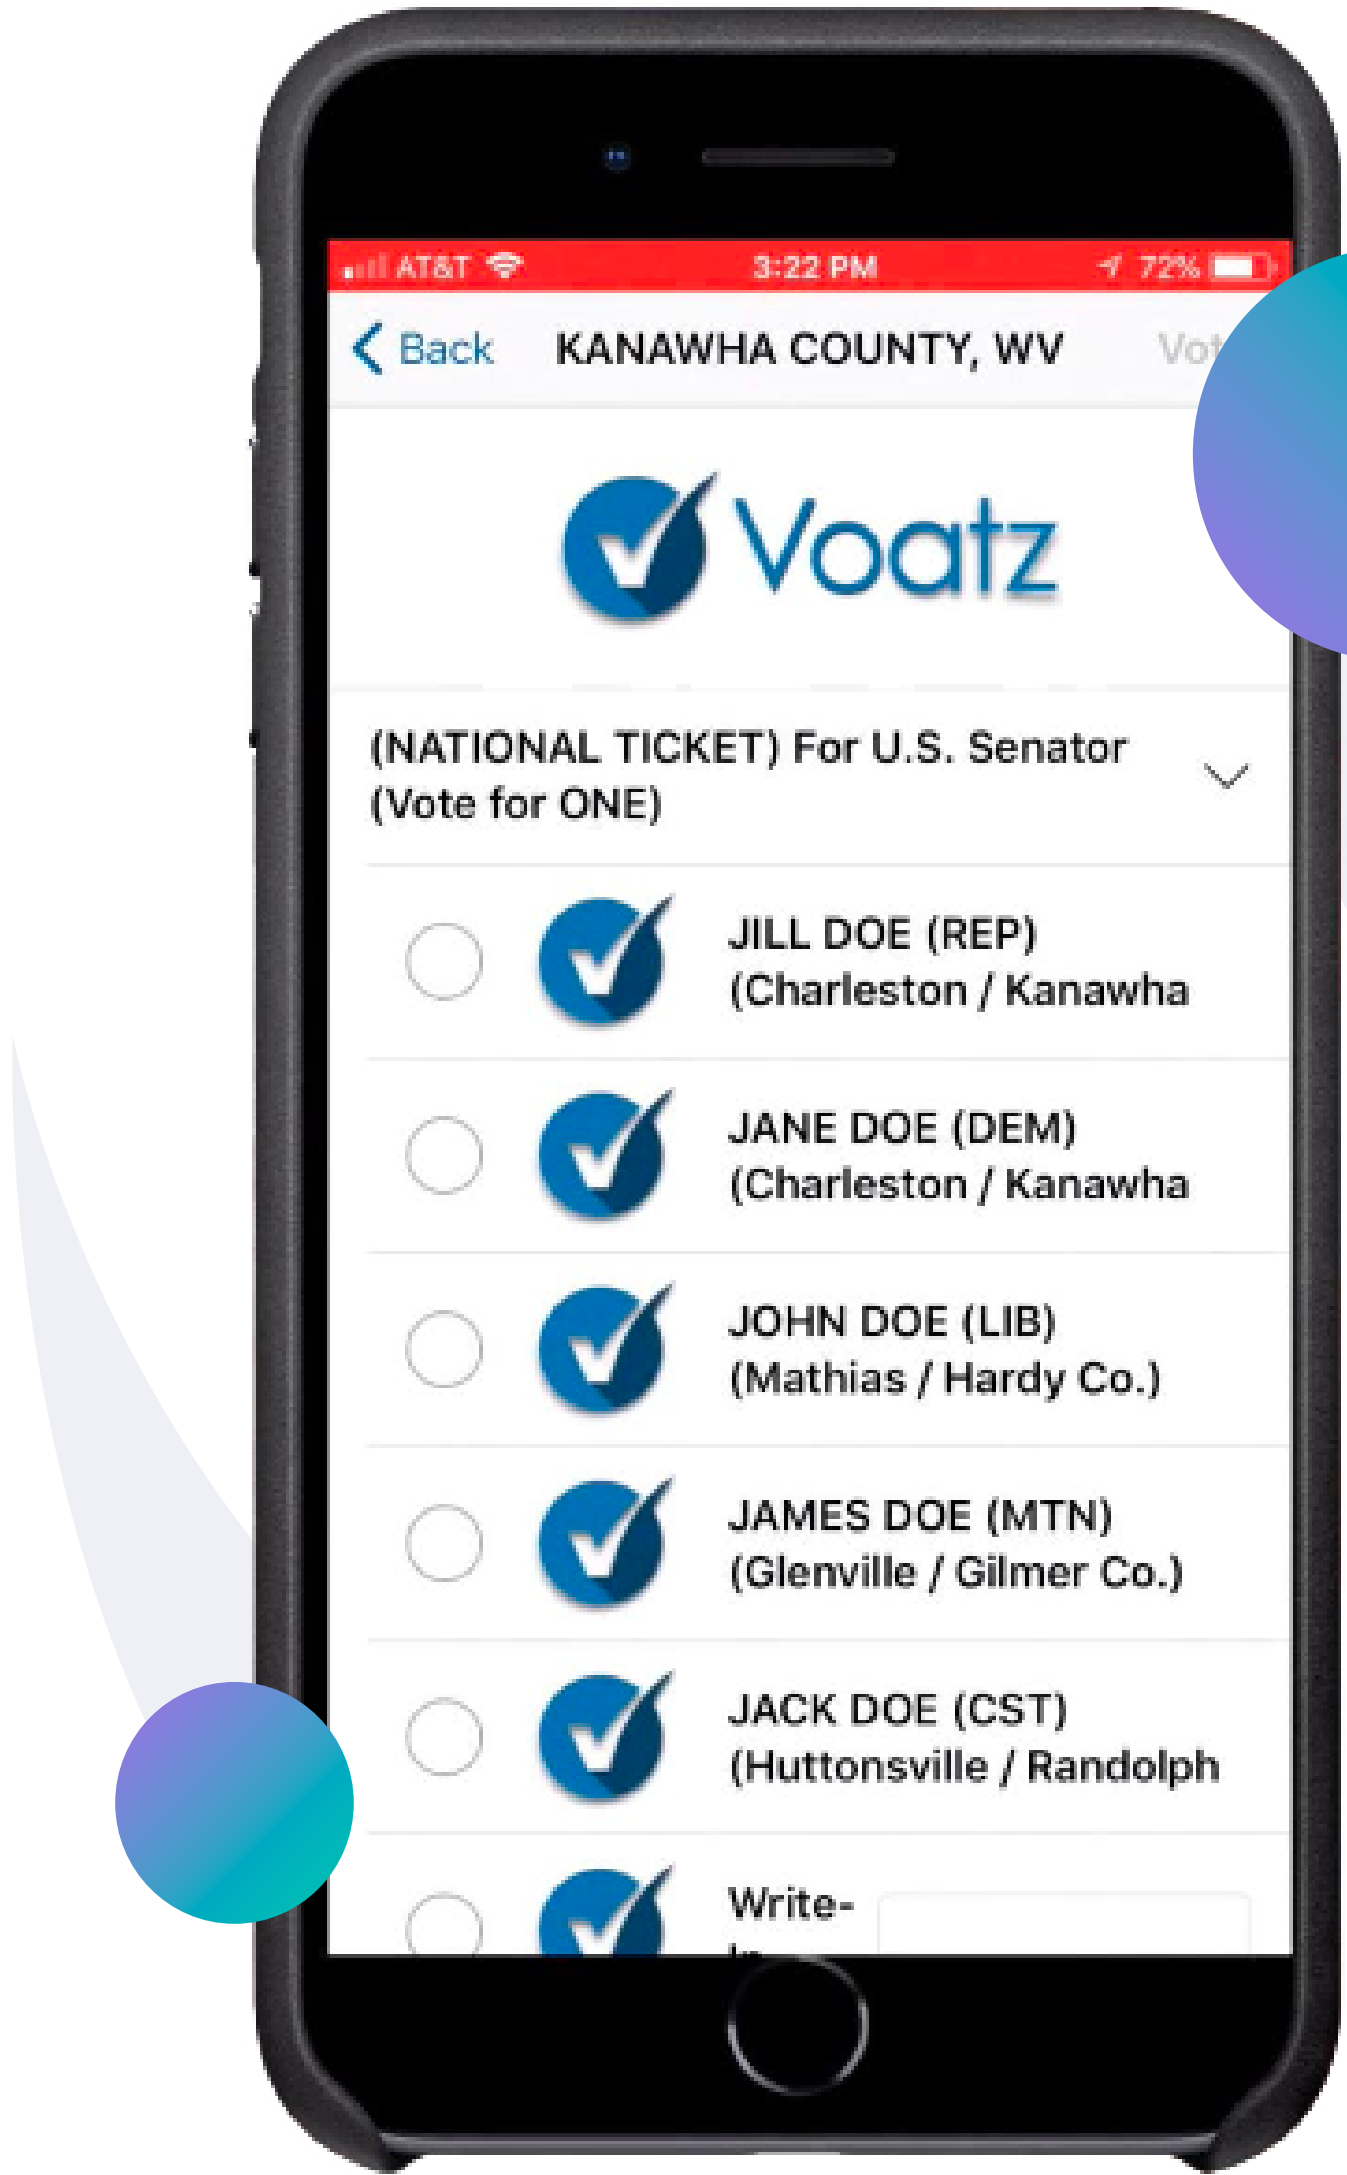 AT&T 3:22 PM 72%
Back KANAWHA COUNTY, WV
Voatz
(NATIONAL TICKET) For U.S. Senator
(Vote for ONE)
JILL DOE (REP)
(Charleston / Kanawha
JANE DOE (DEM)
(Charleston / Kanawha
JOHN DOE (LIB)
(Mathias / Hardy Co.)
JAMES DOE (MTN)
(Glenville / Gilmer Co.)
JACK DOE (CST)
(Huttonsville / Randolph
Write-